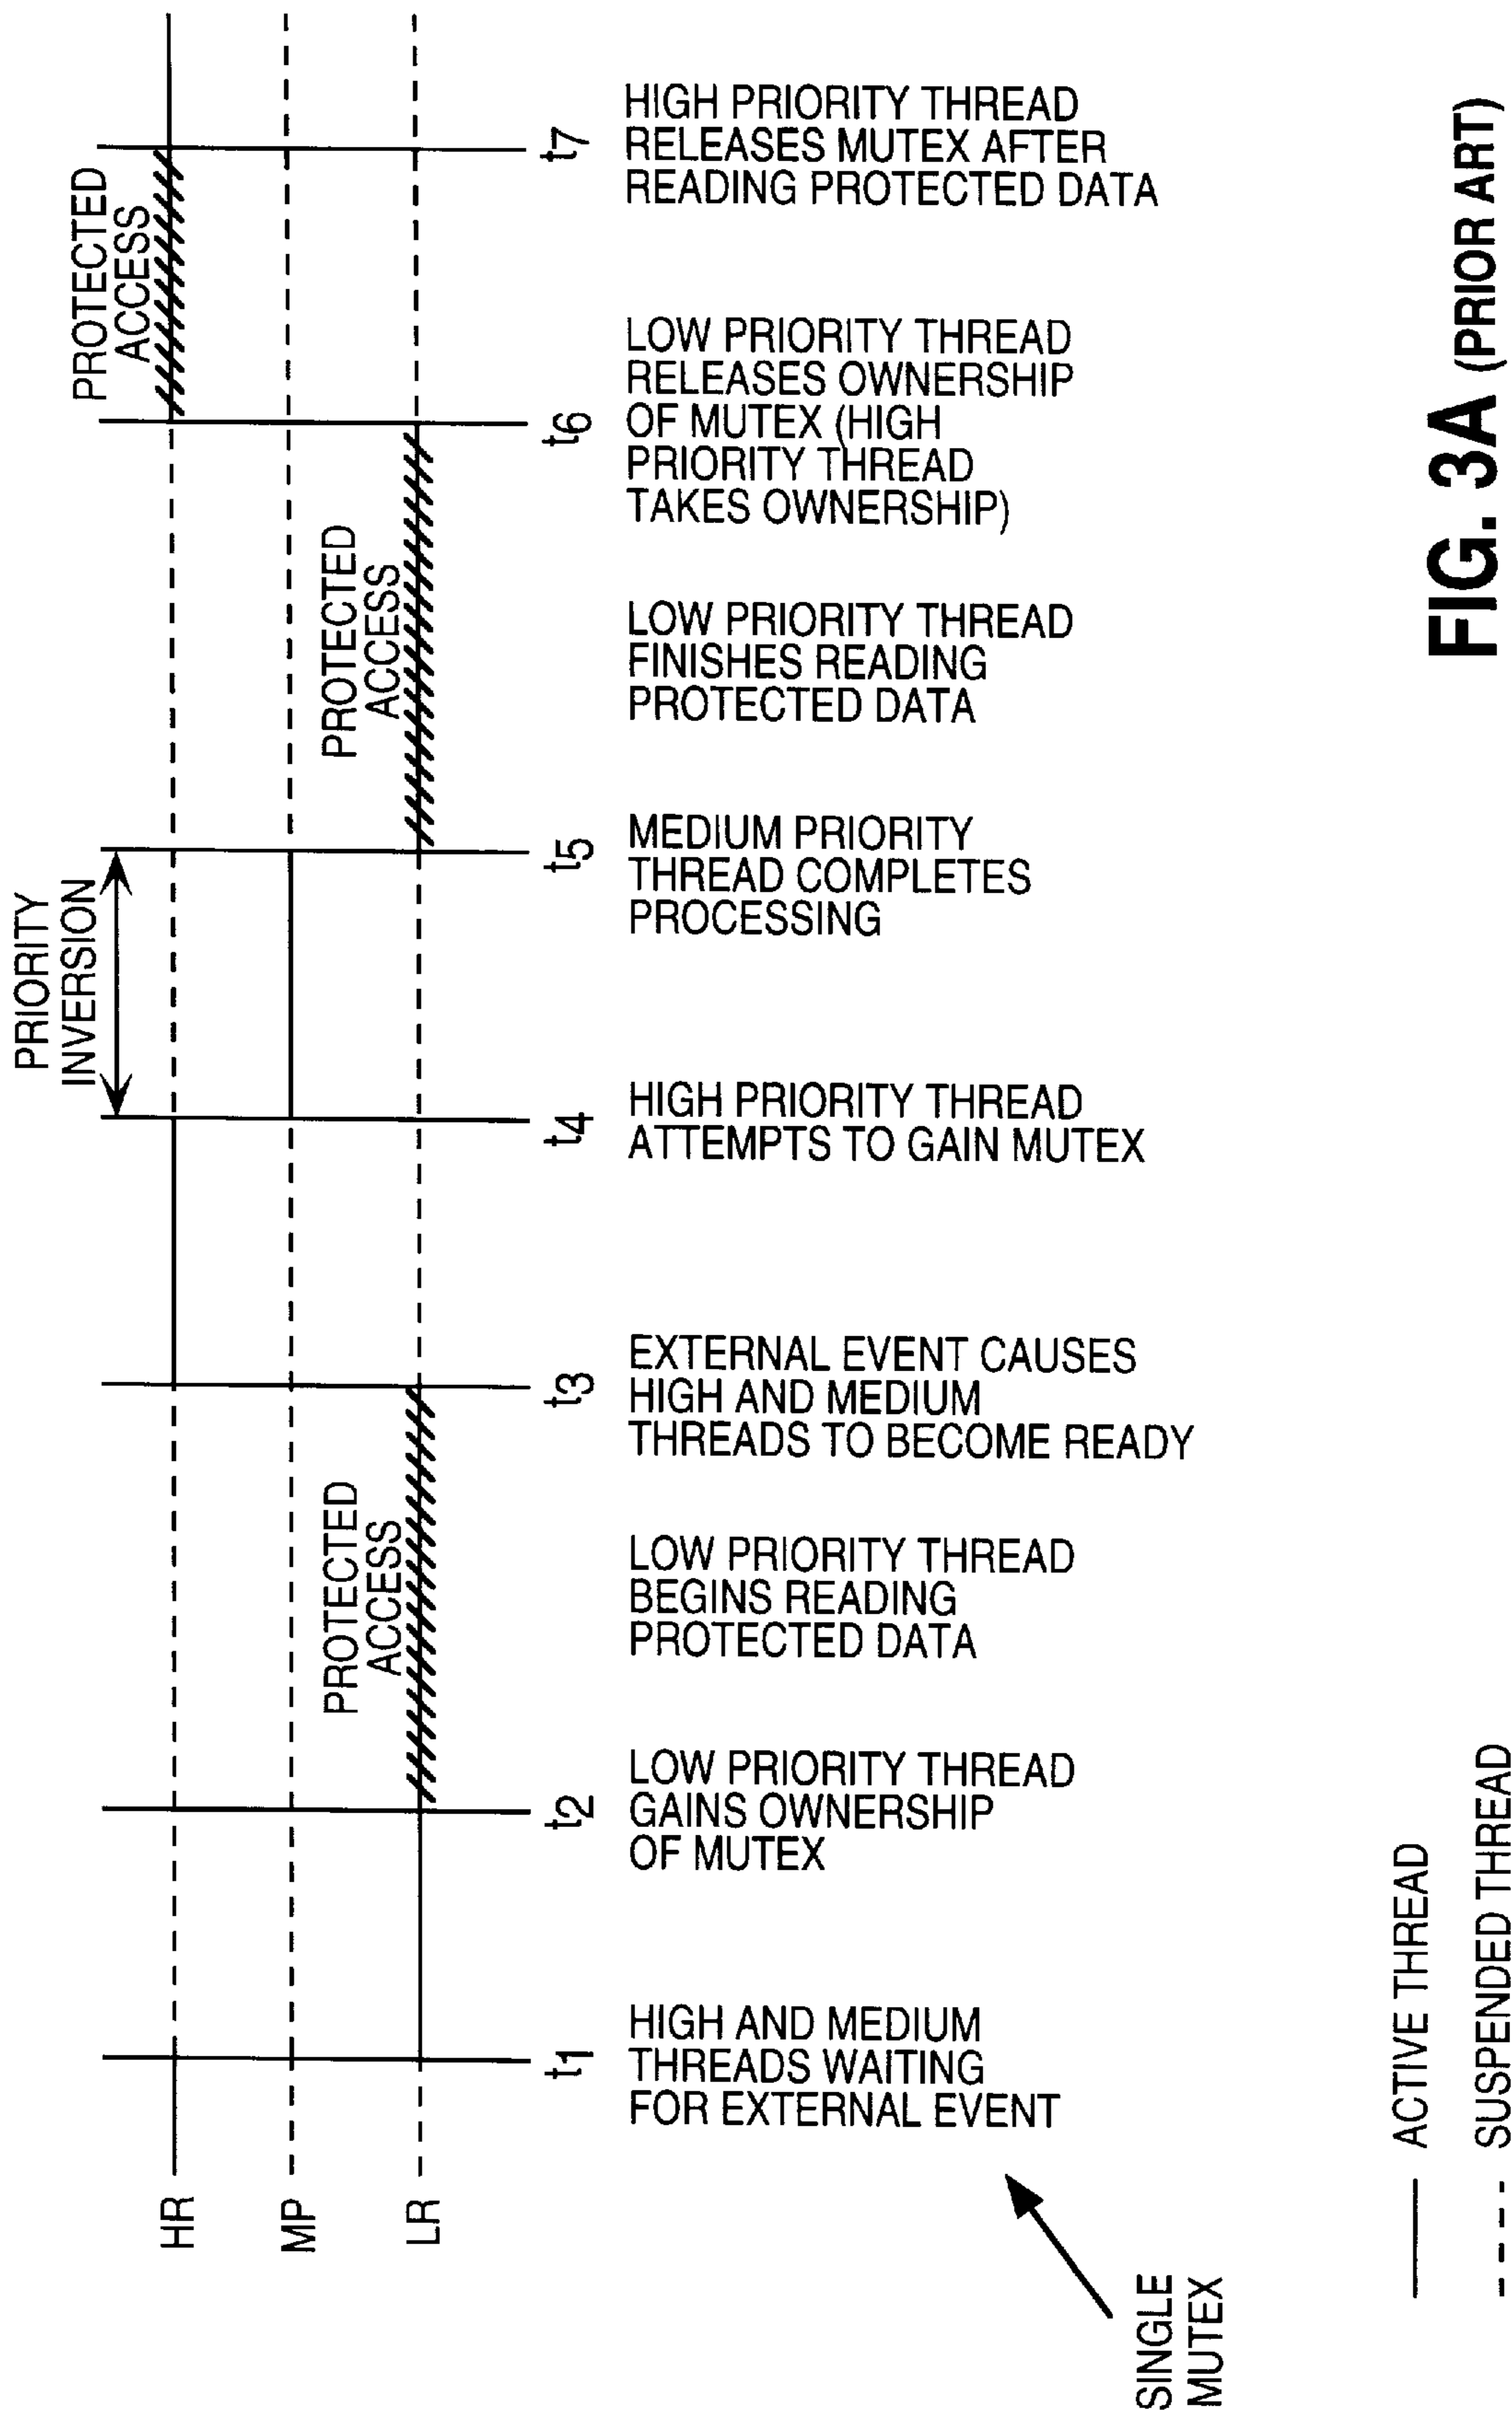 PRIORITY
INVERSION
PROTECTED
ACCESS
PROTECTED
ACCESS
PROTECTED
ACCESS
HR
MP
LR
t1
t2
t3
t4
t5
t6
t7
HIGH AND MEDIUM
THREADS WAITING
FOR EXTERNAL EVENT
LOW PRIORITY THREAD
GAINS OWNERSHIP
OF MUTEX
LOW PRIORITY THREAD
BEGINS READING
PROTECTED DATA
EXTERNAL EVENT CAUSES
HIGH AND MEDIUM
THREADS TO BECOME READY
HIGH PRIORITY THREAD
ATTEMPTS TO GAIN MUTEX
MEDIUM PRIORITY
THREAD COMPLETES
PROCESSING
LOW PRIORITY THREAD
FINISHES READING
PROTECTED DATA
LOW PRIORITY THREAD
RELEASES OWNERSHIP
OF MUTEX (HIGH
PRIORITY THREAD
TAKES OWNERSHIP)
HIGH PRIORITY THREAD
RELEASES MUTEX AFTER
READING PROTECTED DATA
SINGLE
MUTEX
ACTIVE THREAD
SUSPENDED THREAD
FIG. 3A (PRIOR ART)